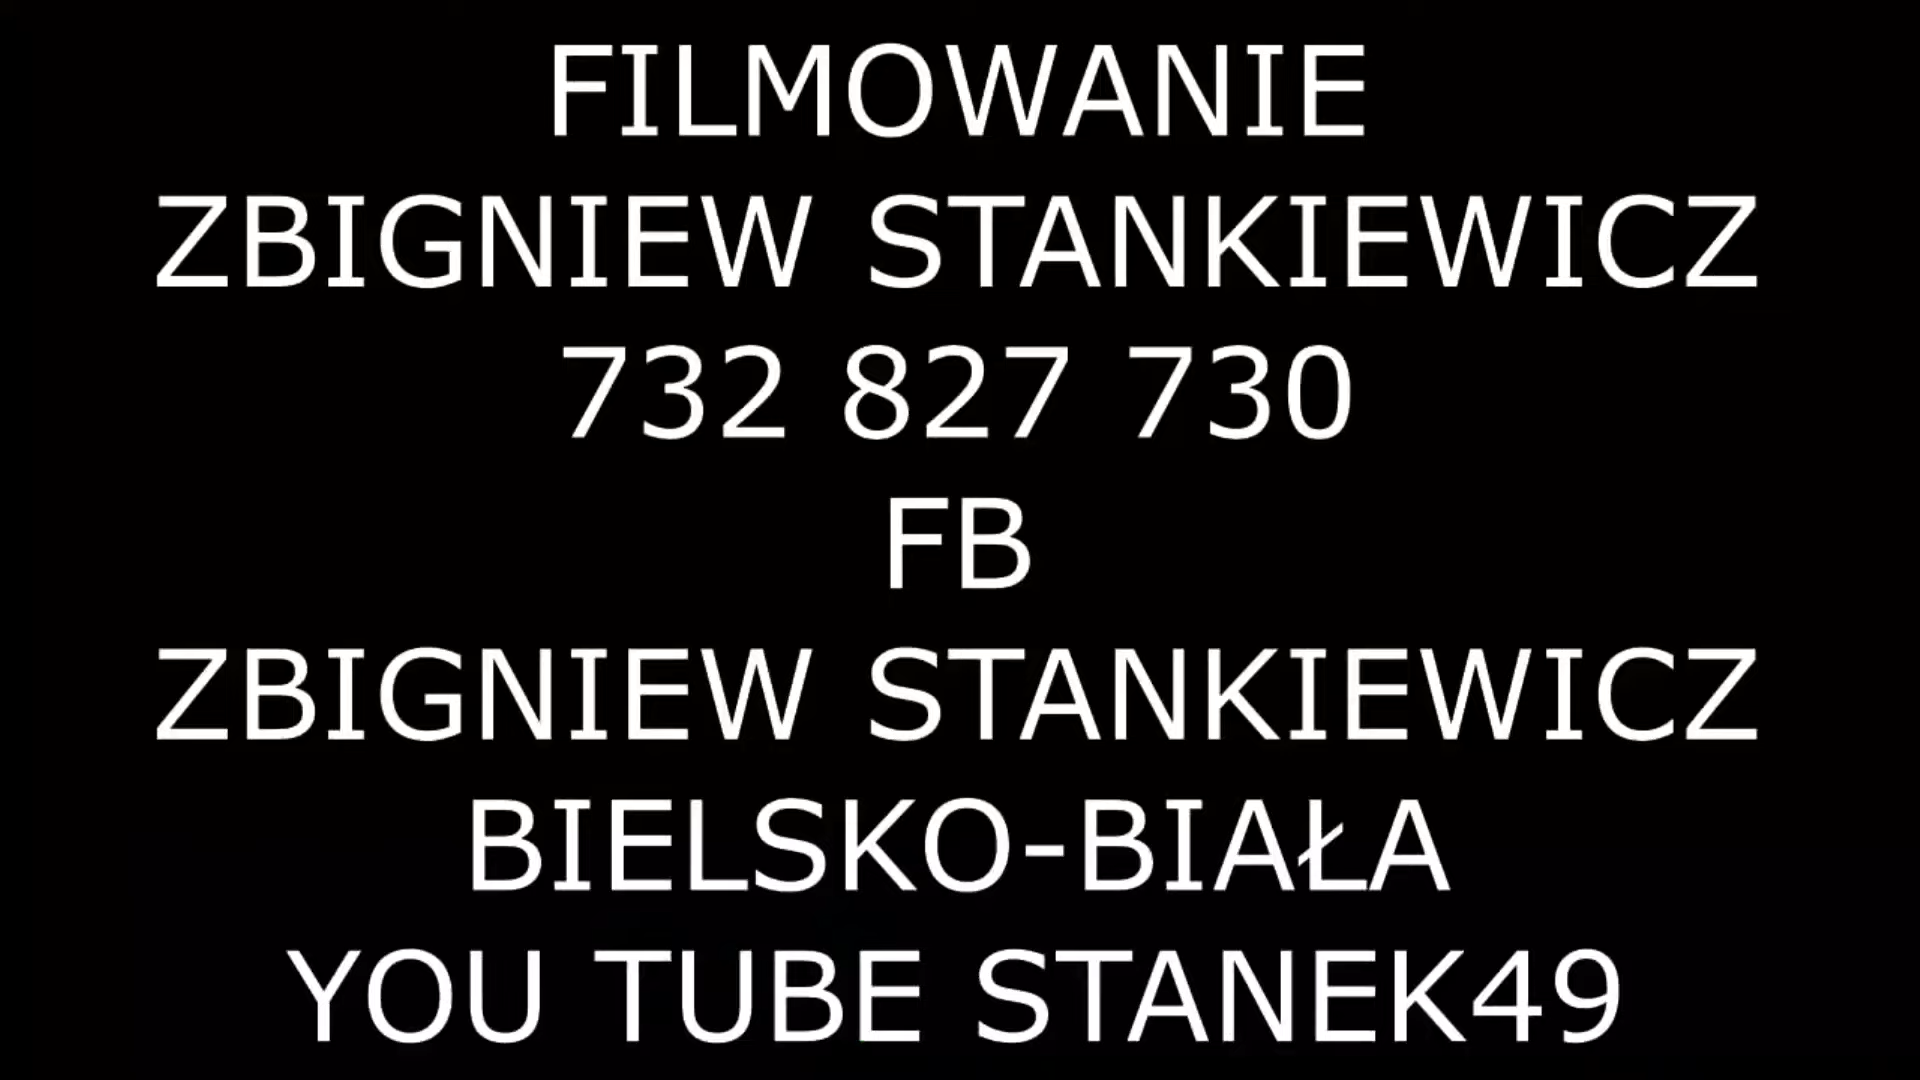 FILMOWANIE
ZBIGNIEW STANKIEWICZ
732 827 730
FB
ZBIGNIEW STANKIEWICZ
BIELSKO-BIAŁA
YOU TUBE STANEK49